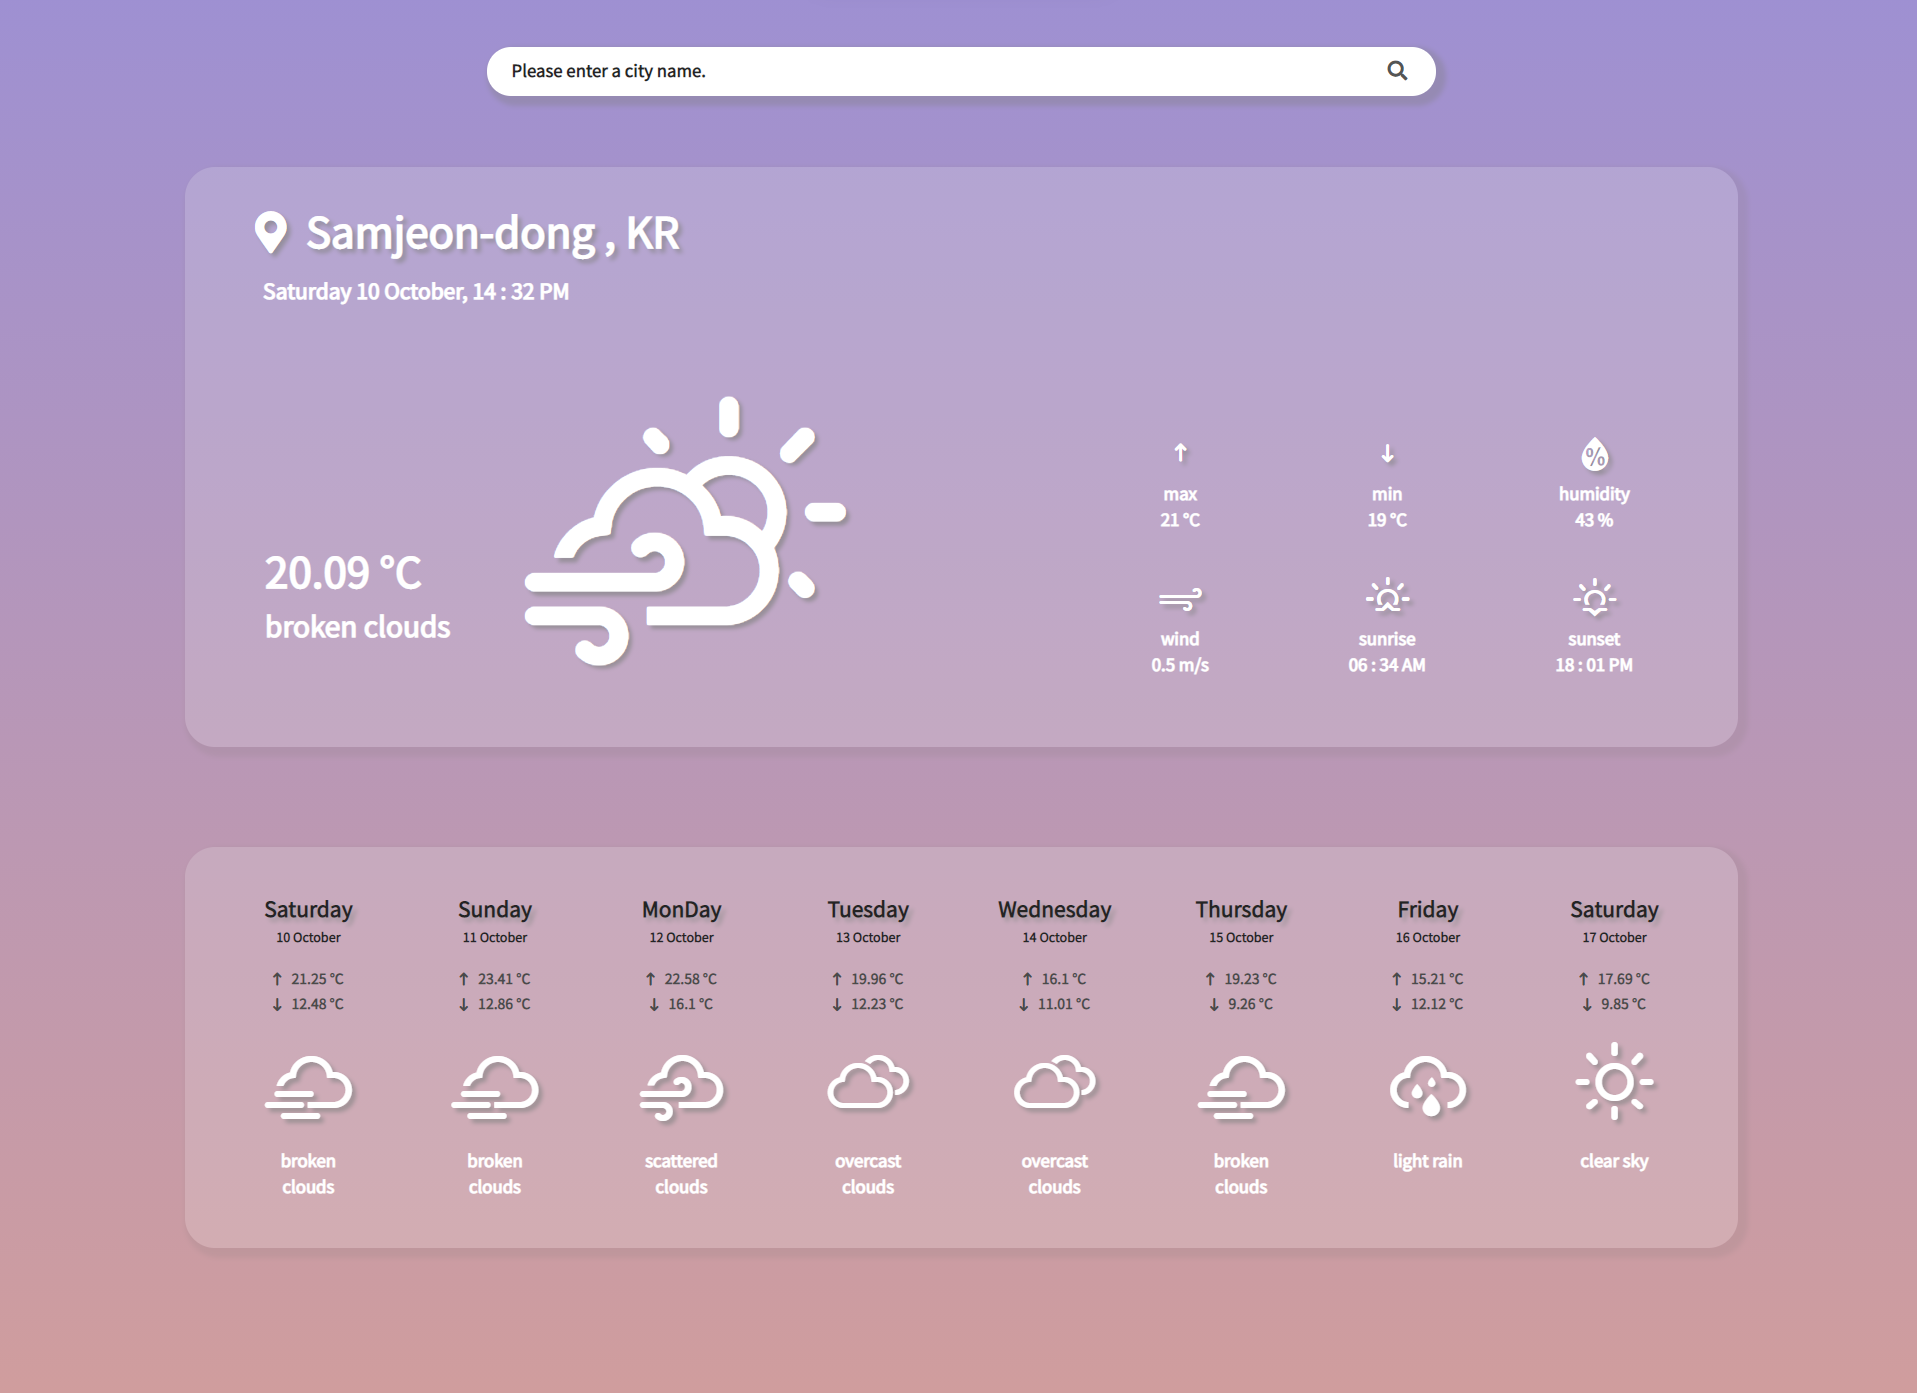 Please enter a city name.
Samjeon-dong , KR
Saturday 10 October, 14 : 32 PM
20.09 °C
broken clouds
max
21 °C
min
19 °C
humidity
43 %
wind
0.5 m/s
sunrise
06 : 34 AM
sunset
18 : 01 PM
Saturday
10 October
↑ 21.25 °C
↓ 12.48 °C
broken
clouds
Sunday
11 October
↑ 23.41 °C
↓ 12.86 °C
broken
clouds
MonDay
12 October
↑ 22.58 °C
↓ 16.1 °C
scattered
clouds
Tuesday
13 October
↑ 19.96 °C
↓ 12.23 °C
overcast
clouds
Wednesday
14 October
↑ 16.1 °C
↓ 11.01 °C
overcast
clouds
Thursday
15 October
↑ 19.23 °C
↓ 9.26 °C
broken
clouds
Friday
16 October
↑ 15.21 °C
↓ 12.12 °C
light rain
Saturday
17 October
↑ 17.69 °C
↓ 9.85 °C
clear sky